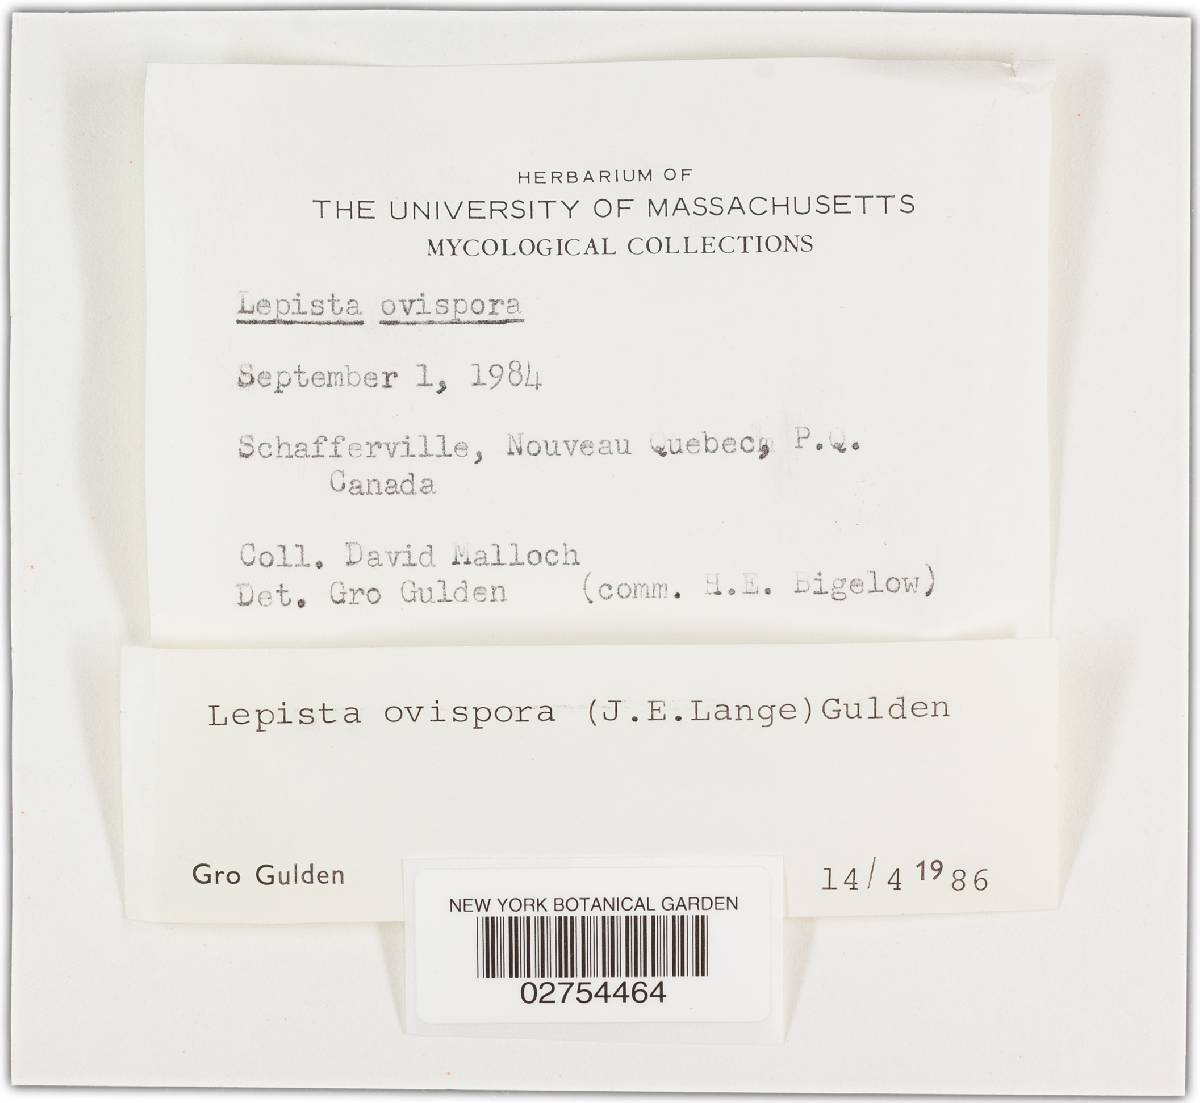 HERBARIUM OF
THE UNIVERSITY OF MASSACHUSETTS
MYCOLOGICAL COLLECTIONS
Lepista ovispora
September 1, 1984
Schafferville, Nouveau Quebec, P.Q.
Canada
Coll. David Malloch
Det. Gro Gulden (comm. H.E. Bigelow)
Lepista ovispora (J.E.Lange)Gulden
Gro Gulden 14/4 1986
NEW YORK BOTANICAL GARDEN
02754464